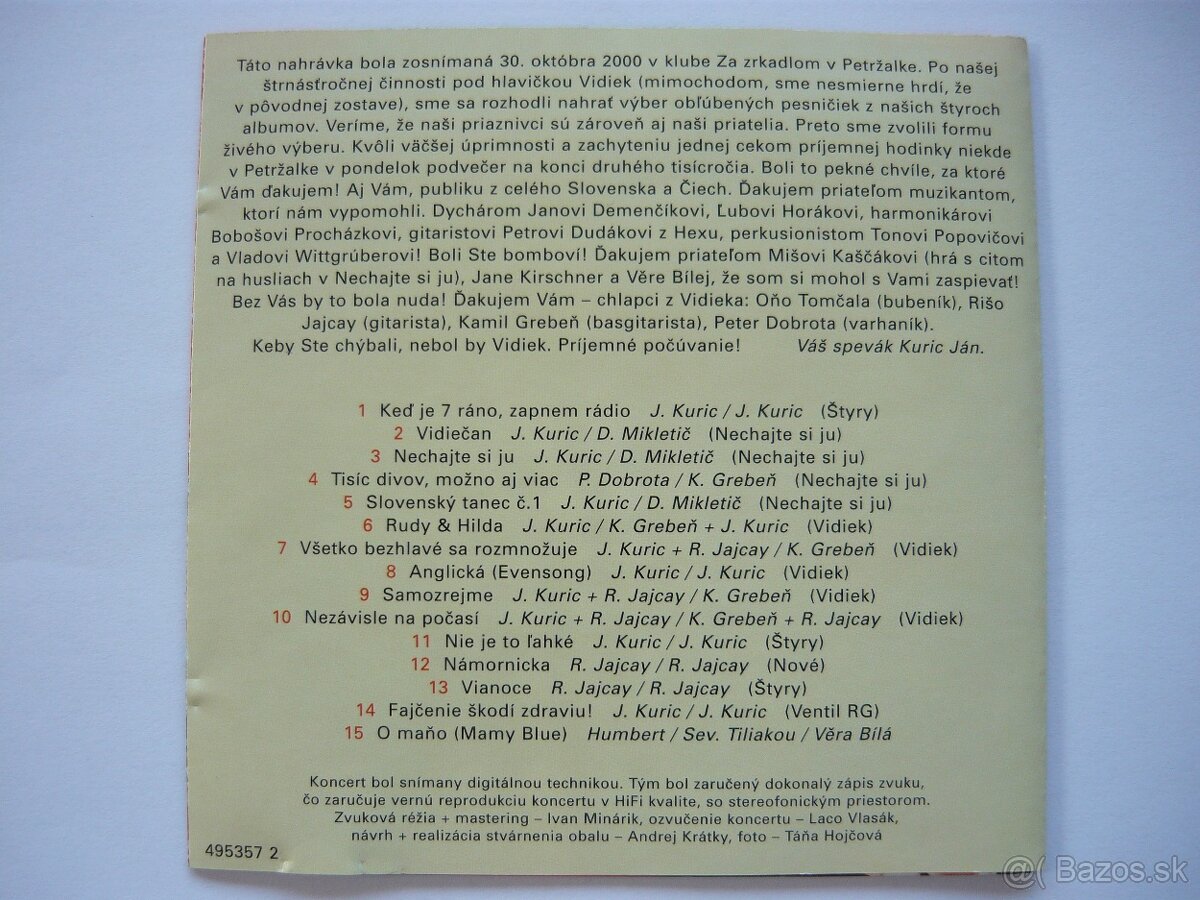 Táto nahrávka bola zosnímaná 30. októbra 2000 v klube Za zrkadlom v Petržalke. Po našej
štrnásťročnej činnosti pod hlavičkou Vidiek (mimochodom, sme nesmierne hrdí, že
v pôvodnej zostave), sme sa rozhodli nahrať výber obľúbených pesničiek z našich štyroch
albumov. Veríme, že naši priaznivci sú zároveň aj naši priatelia. Preto sme zvolili formu
živého výberu. Kvôli väčšej úprimnosti a zachyteniu jednej cekom príjemnej hodinky niekde
v Petržalke v pondelok podvečer na konci druhého tisícročia. Boli to pekné chvíle, za ktoré
Vám ďakujem! Aj Vám, publiku z celého Slovenska a Čiech. Ďakujem priateľom muzikantom,
ktorí nám vypomohli. Dychárom Janovi Demenčíkovi, Ľubovi Horákovi, harmonikárovi
Bobošovi Procházkovi, gitaristovi Petrovi Dudákovi z Hexu, perkusionistom Tonovi Popovičovi
a Vladovi Wittgrúberovi! Boli Ste bomboví! Ďakujem priateľom Mišovi Kaščákovi (hrá s citom
na husliach v Nechajte si ju), Jane Kirschner a Věre Bílej, že som si mohol s Vami zaspievať!
Bez Vás by to bola nuda! Ďakujem Vám – chlapci z Vidieka: Oňo Tomčala (bubeník), Rišo
Jajcay (gitarista), Kamil Grebeň (basgitarista), Peter Dobrota (varhaník).
Keby Ste chýbali, nebol by Vidiek. Príjemné počúvanie! Váš spevák Kuric Ján.
1 Keď je 7 ráno, zapnem rádio J. Kuric / J. Kuric (Štyry)
2 Vidiečan J. Kuric / D. Mikletič (Nechajte si ju)
3 Nechajte si ju J. Kuric / D. Mikletič (Nechajte si ju)
4 Tisíc divov, možno aj viac P. Dobrota / K. Grebeň (Nechajte si ju)
5 Slovenský tanec č.1 J. Kuric / D. Mikletič (Nechajte si ju)
6 Rudy & Hilda J. Kuric / K. Grebeň + J. Kuric (Vidiek)
7 Všetko bezhlavé sa rozmnožuje J. Kuric + R. Jajcay / K. Grebeň (Vidiek)
8 Anglická (Evensong) J. Kuric / J. Kuric (Vidiek)
9 Samozrejme J. Kuric + R. Jajcay / K. Grebeň (Vidiek)
10 Nezávisle na počasí J. Kuric + R. Jajcay / K. Grebeň + R. Jajcay (Vidiek)
11 Nie je to ľahké J. Kuric / J. Kuric (Štyry)
12 Námornicka R. Jajcay / R. Jajcay (Nové)
13 Vianoce R. Jajcay / R. Jajcay (Štyry)
14 Fajčenie škodí zdraviu! J. Kuric / J. Kuric (Ventil RG)
15 O maňo (Mamy Blue) Humbert / Sev. Tiliakou / Věra Bílá
Koncert bol snímany digitálnou technikou. Tým bol zaručený dokonalý zápis zvuku,
čo zaručuje vernú reprodukciu koncertu v HiFi kvalite, so stereofonickým priestorom.
Zvuková réžia + mastering – Ivan Minárik, ozvučenie koncertu – Laco Vlasák,
návrh + realizácia stvárnenia obalu – Andrej Krátky, foto – Táňa Hojčová
495357 2
@( Bazos.sk